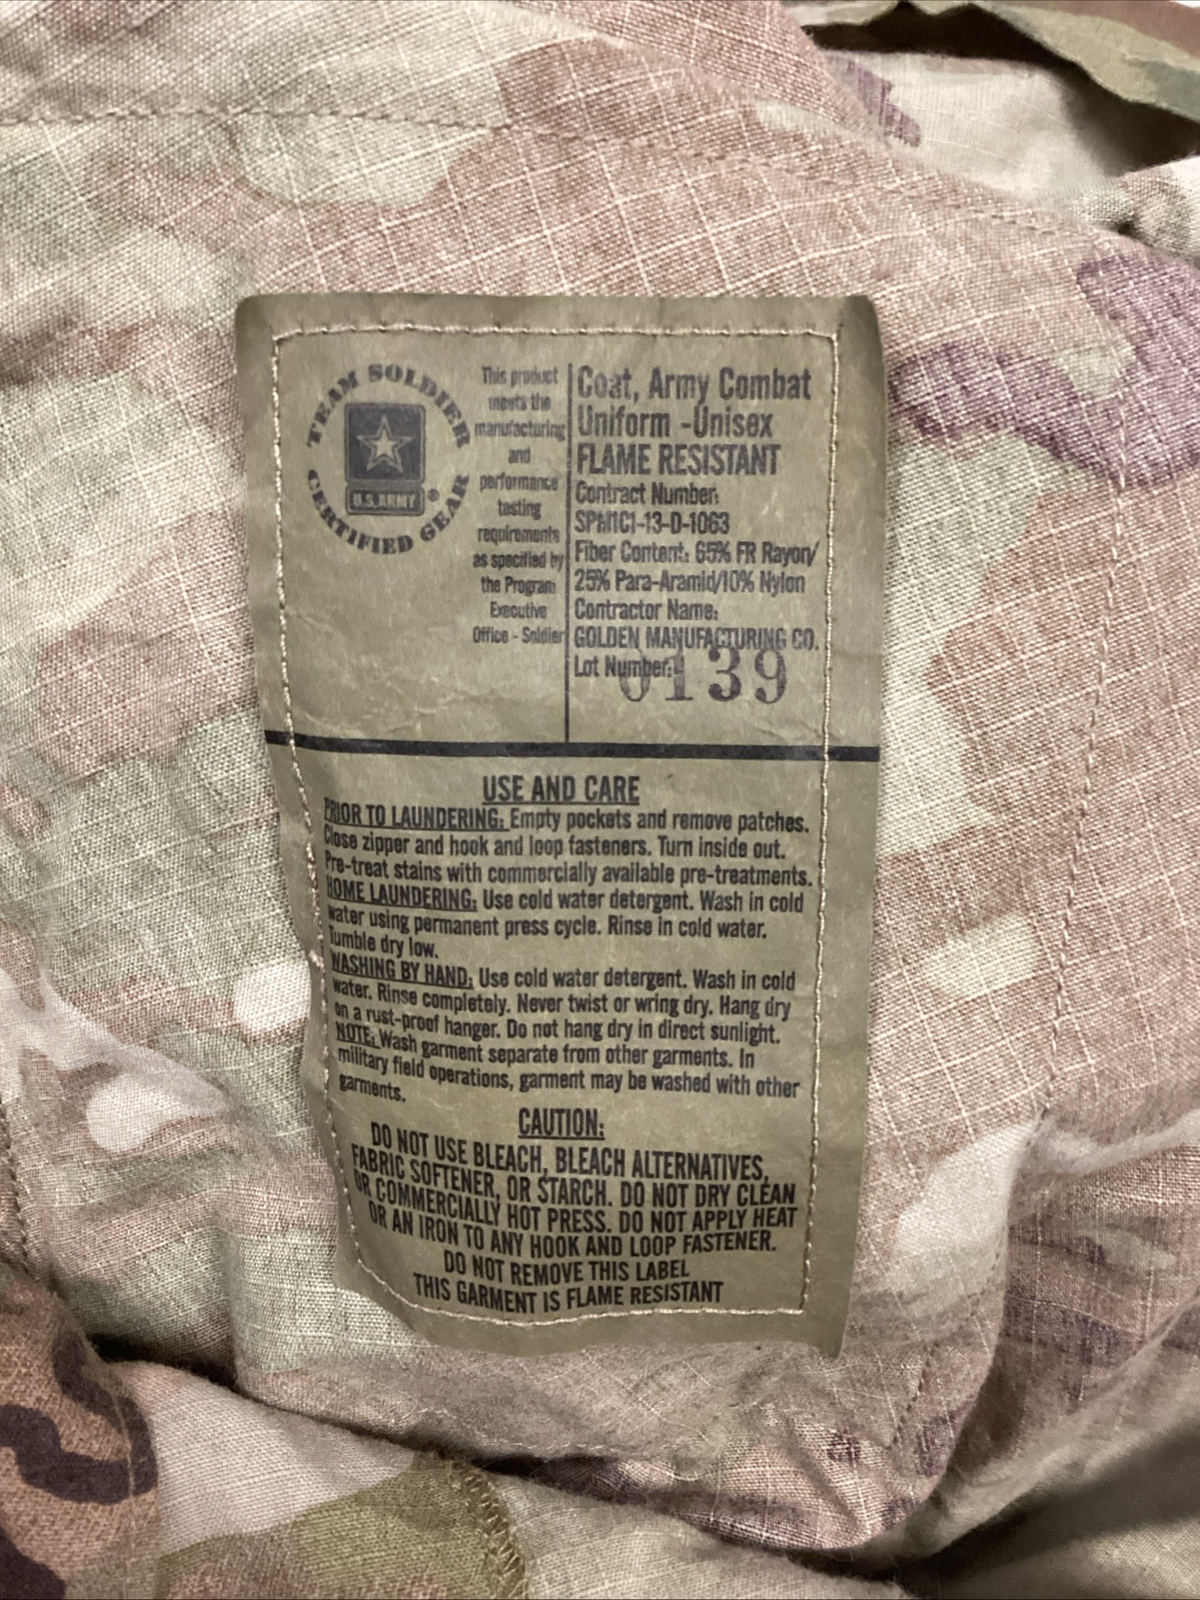 TEAM SOLDIER
U.S. ARMY ®
CERTIFIED GEAR
This product
meets the
manufacturing
and
performance
testing
requirements
as specified by
the Program
Executive
Office - Soldier
Coat, Army Combat
Uniform -Unisex
FLAME RESISTANT
Contract Number:
SPM1C1-13-D-1063
Fiber Content: 65% FR Rayon/
25% Para-Aramid/10% Nylon
Contractor Name:
GOLDEN MANUFACTURING CO.
Lot Number: 0139
USE AND CARE
PRIOR TO LAUNDERING: Empty pockets and remove patches.
Close zipper and hook and loop fasteners. Turn inside out.
Pre-treat stains with commercially available pre-treatments.
HOME LAUNDERING: Use cold water detergent. Wash in cold
water using permanent press cycle. Rinse in cold water.
Tumble dry low.
WASHING BY HAND: Use cold water detergent. Wash in cold
water. Rinse completely. Never twist or wring dry. Hang dry
on a rust-proof hanger. Do not hang dry in direct sunlight.
NOTE: Wash garment separate from other garments. In
military field operations, garment may be washed with other
garments.
CAUTION:
DO NOT USE BLEACH, BLEACH ALTERNATIVES,
FABRIC SOFTENER, OR STARCH. DO NOT DRY CLEAN
OR COMMERCIALLY HOT PRESS. DO NOT APPLY HEAT
OR AN IRON TO ANY HOOK AND LOOP FASTENER.
DO NOT REMOVE THIS LABEL
THIS GARMENT IS FLAME RESISTANT